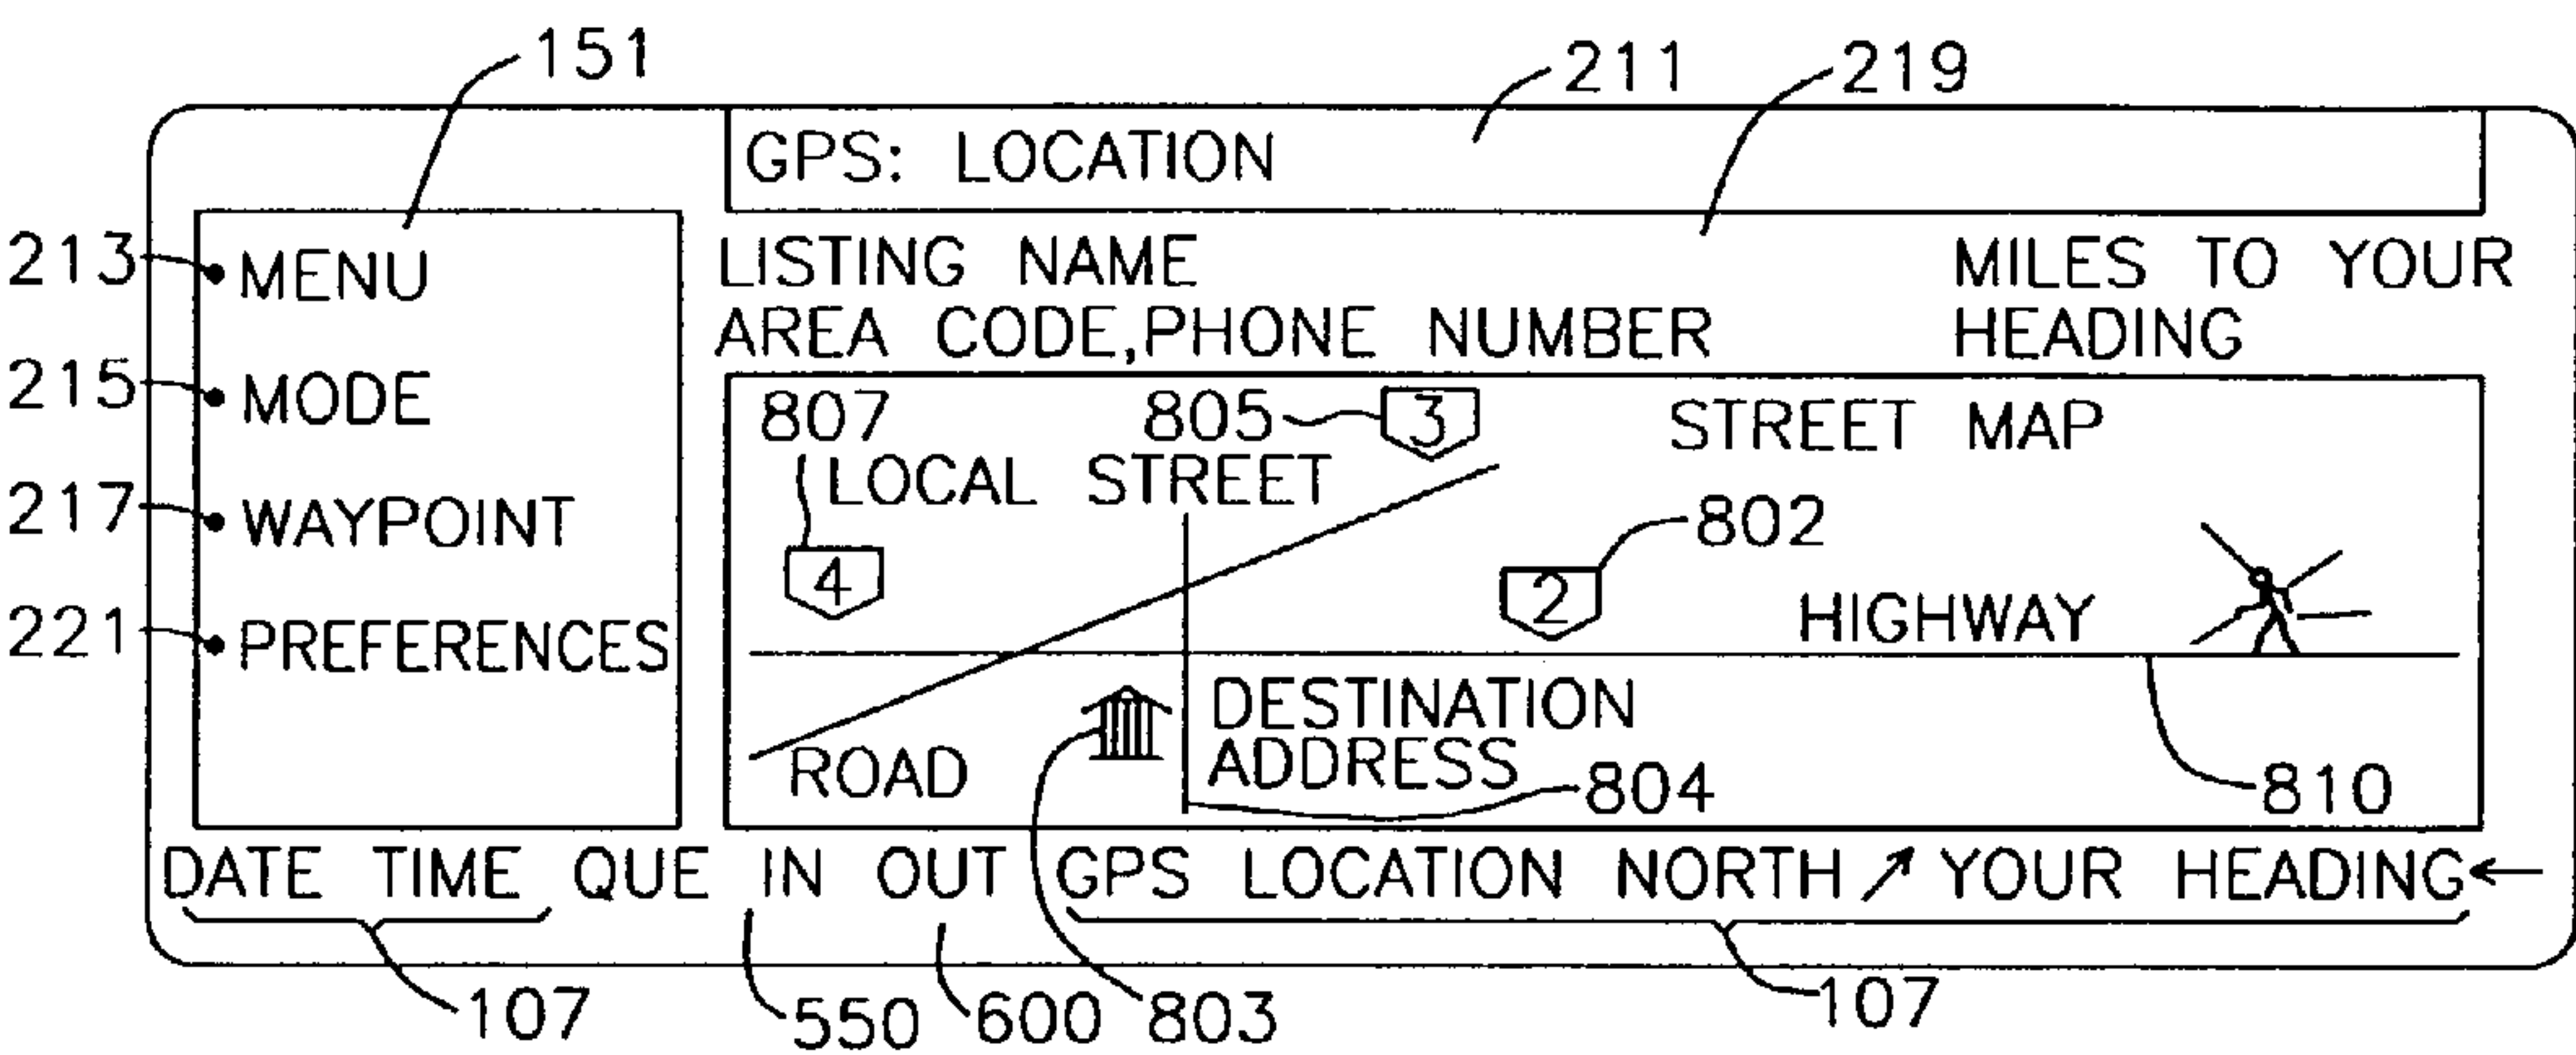 151
211
219
GPS: LOCATION
213
MENU
LISTING NAME
MILES TO YOUR
AREA CODE,PHONE NUMBER
HEADING
215
MODE
807
805
3
STREET MAP
LOCAL STREET
217
WAYPOINT
802
4
2
HIGHWAY
221
PREFERENCES
DESTINATION
ADDRESS
ROAD
804
810
DATE TIME QUE IN OUT GPS LOCATION NORTH ↗ YOUR HEADING ←
107
550
600
803
107